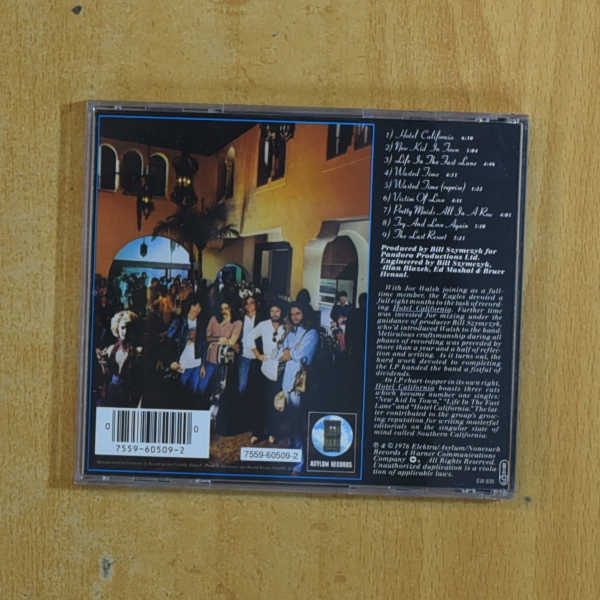 1) Hotel California 6:30
2) New Kid In Town 5:04
3) Life In The Fast Lane 4:46
4) Wasted Time
5) Wasted Time (reprise) 1:22
6) Victim Of Love 4:11
7) Pretty Maids All In A Row 4:05
8) Try And Love Again 5:10
9) The Last Resort 7:25
Produced by Bill Szymczyk for
Pandora Productions Ltd.
Engineered by Bill Szymczyk,
Allan Blazek, Ed Mashal & Bruce
Hensal.
With Joe Walsh joining as a full-
time member, the Eagles devoted a
full eight months to the task of record-
ing Hotel California. Further time
was invested for mixing under the
guidance of producer Bill Szymczyk,
who'd introduced Walsh to the band.
Meticulous craftsmanship during all
phases of recording was preceded by
more than a year and a half of reflec-
tion and writing. As it turns out, the
hard work devoted to completing
the LP handed the band a fistful of
dividends.
An LP chart-topper in its own right,
Hotel California boasts three cuts
which became number one singles:
"New Kid In Town," "Life In The Fast
Lane" and "Hotel California." The lat-
ter contributed to the group's grow-
ing reputation for writing masterful
editorials on the singular state of
mind called Southern California.
℗ & © 1976 Elektra/Asylum/Nonesuch
Records A Warner Communications
Company. All Rights Reserved.
Unauthorized duplication is a viola-
tion of applicable laws.
0 0
7559-60509-2
7559-60509-2
ASYLUM RECORDS